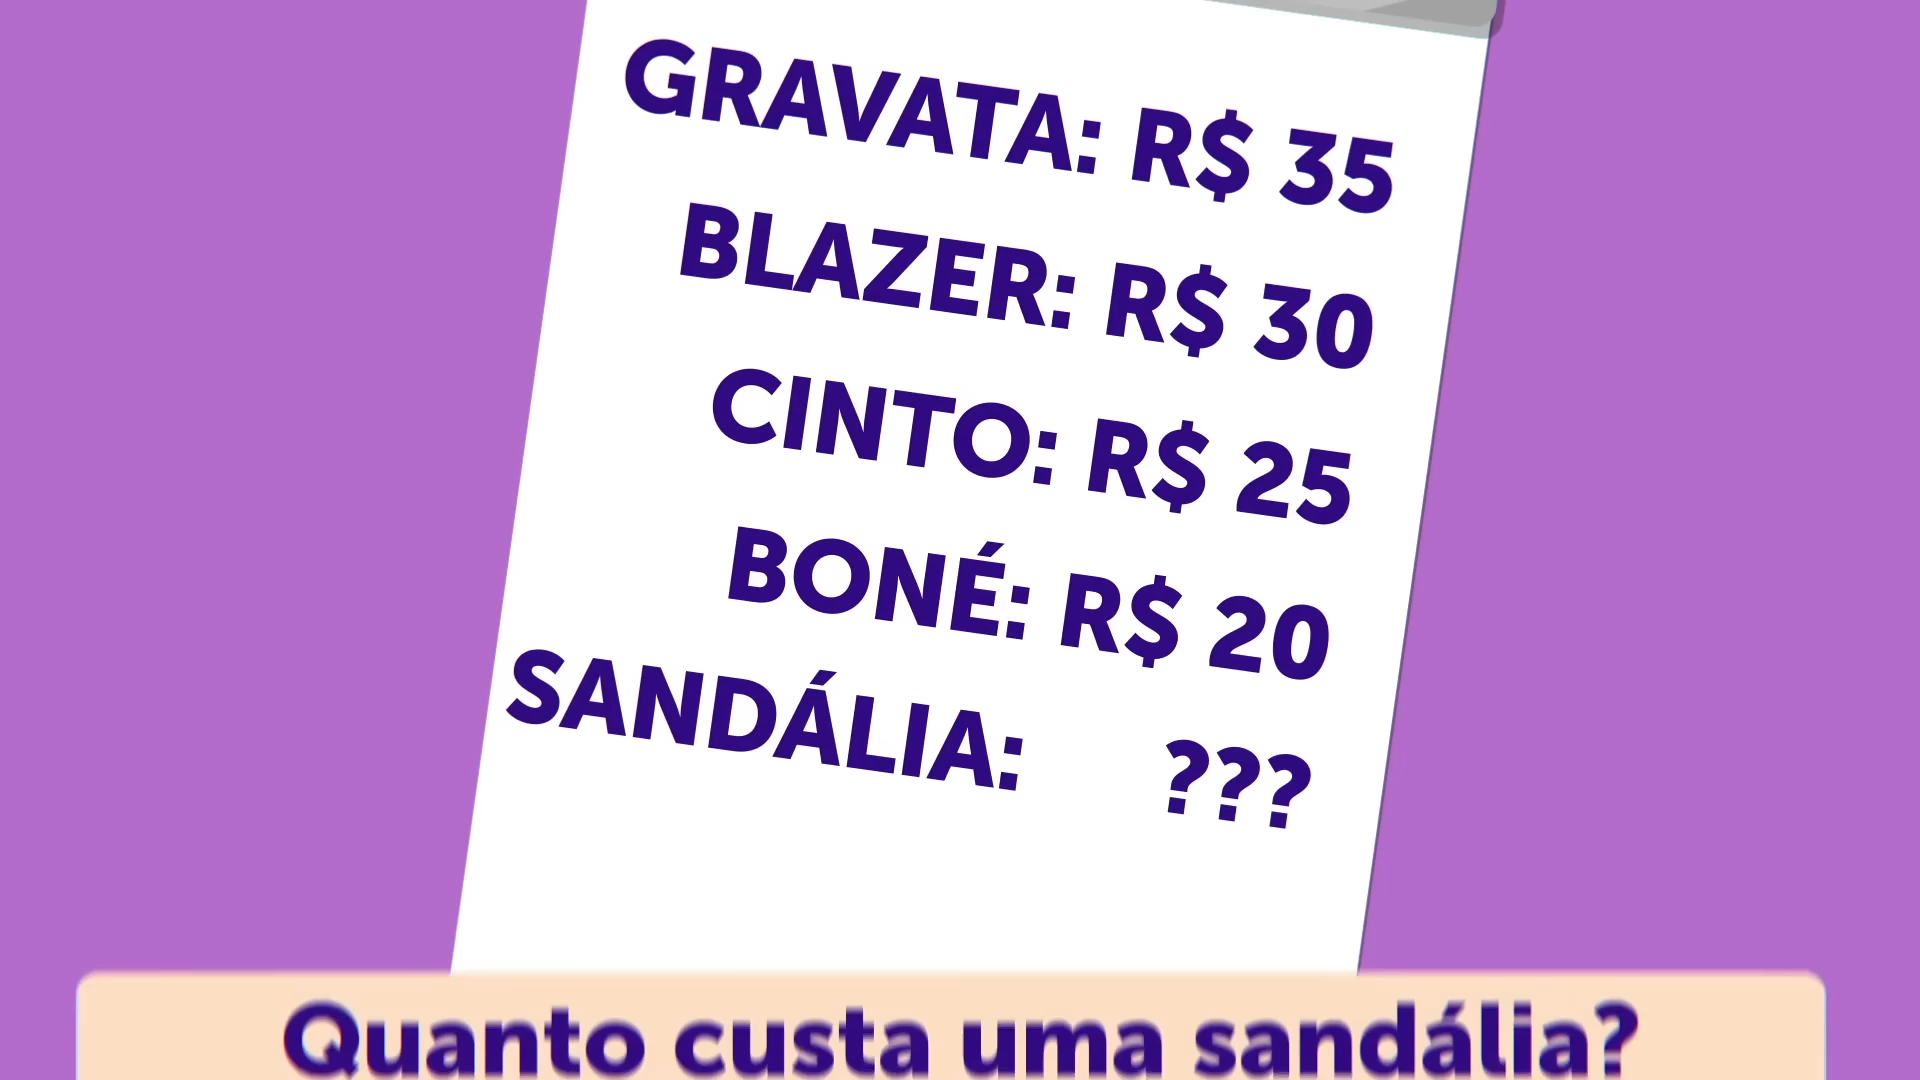 GRAVATA: R$ 35
BLAZER: R$ 30
CINTO: R$ 25
BONÉ: R$ 20
SANDÁLIA: ???
Quanto custa uma sandália?